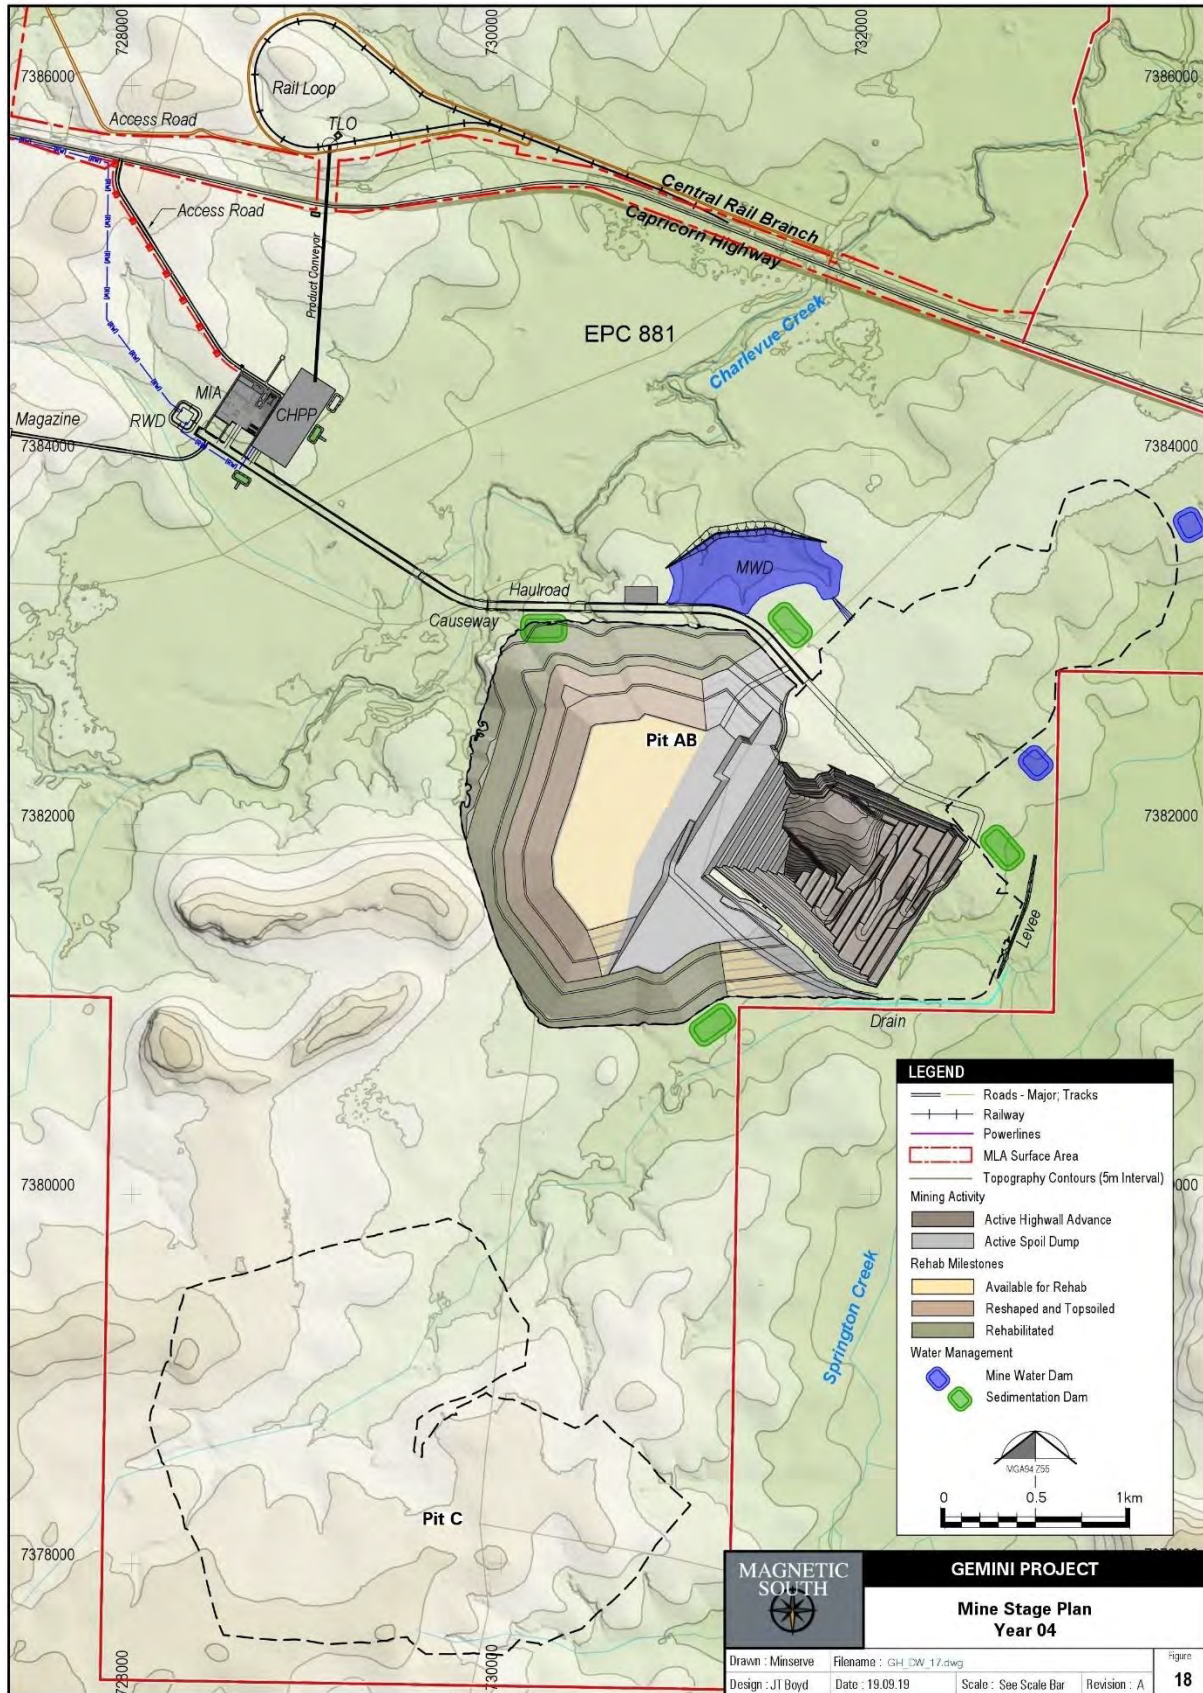 728000
730000
732000
7386000
7386000
Rail Loop
TLO
Access Road
Access Road
Central Rail Branch
Capricorn Highway
Product Conveyor
EPC 881
Charlevue Creek
MIA
CHPP
RWD
Magazine
7384000
7384000
MWD
Haulroad
Causeway
Pit AB
7382000
7382000
Levee
Drain
LEGEND
Roads - Major; Tracks
Railway
Powerlines
MLA Surface Area
Topography Contours (5m Interval)
Mining Activity
Active Highwall Advance
Active Spoil Dump
Rehab Milestones
Available for Rehab
Reshaped and Topsoiled
Rehabilitated
Water Management
Mine Water Dam
Sedimentation Dam
MGA94 Z55
0 0.5 1km
7380000
Springton Creek
Pit C
7378000
728000
730000
MAGNETIC
SOUTH
GEMINI PROJECT
Mine Stage Plan
Year 04
Drawn : Minserve
Filename : GH_DW_17.dwg
Figure
18
Design : JT Boyd
Date : 19.09.19
Scale : See Scale Bar
Revision : A